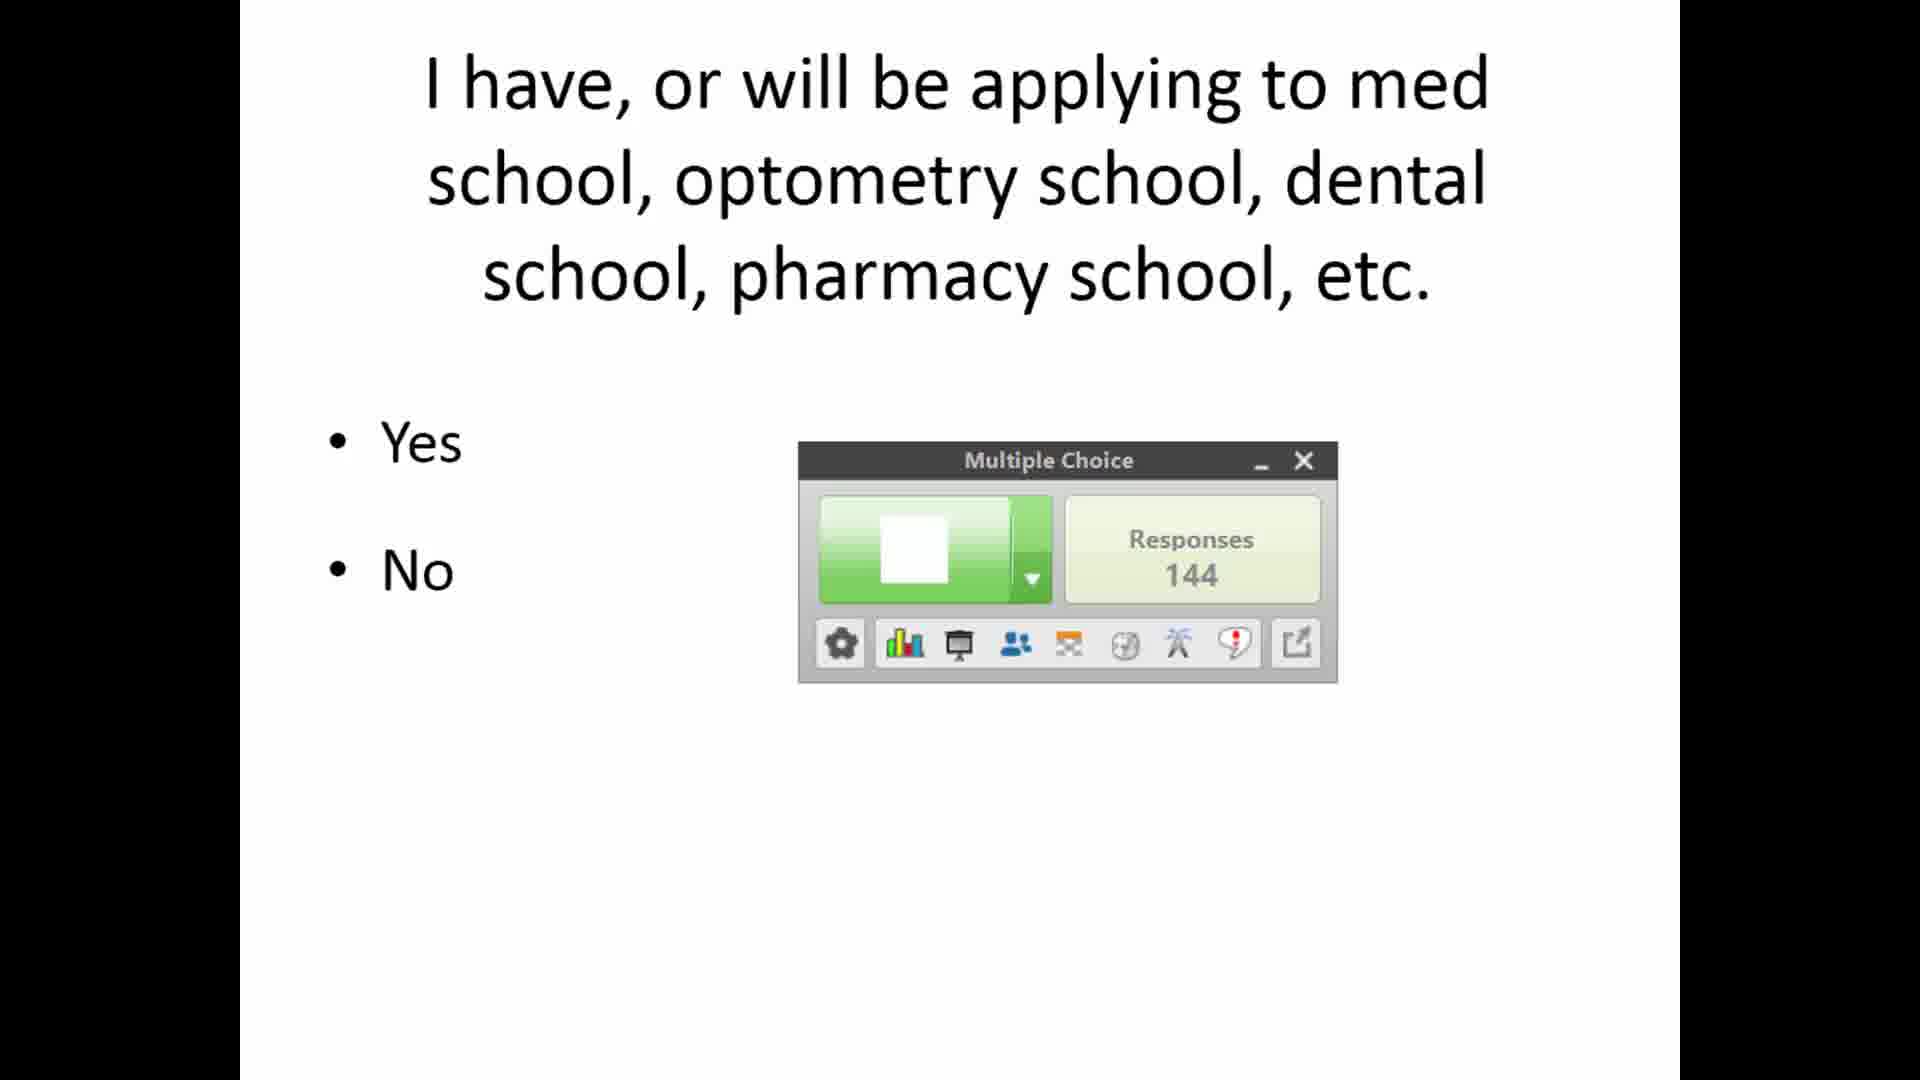 I have, or will be applying to med
school, optometry school, dental
school, pharmacy school, etc.
• Yes
• No
Multiple Choice
Responses
144